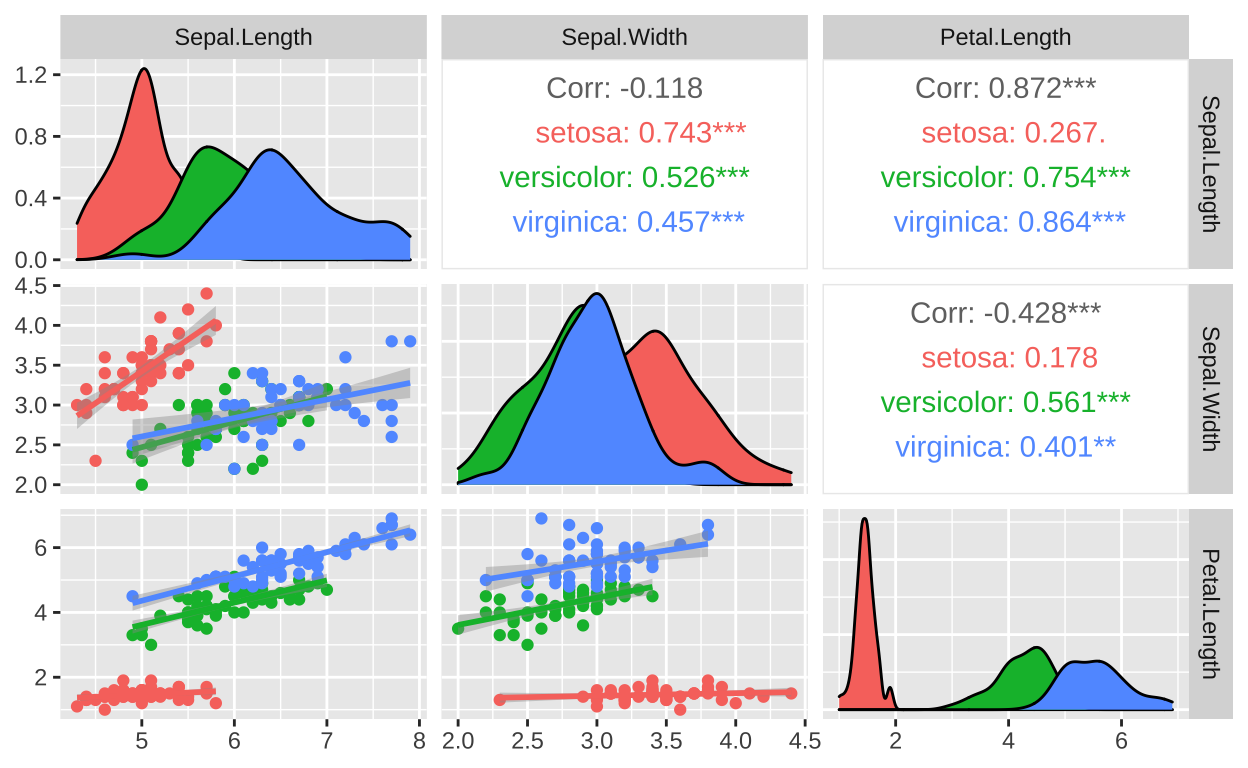 Sepal.Length
Sepal.Width
Petal.Length
1.2
0.8
0.4
0.0
Corr: -0.118
setosa: 0.743***
versicolor: 0.526***
virginica: 0.457***
Corr: 0.872***
setosa: 0.267.
versicolor: 0.754***
virginica: 0.864***
Sepal.Length
4.5
4.0
3.5
3.0
2.5
2.0
Corr: -0.428***
setosa: 0.178
versicolor: 0.561***
virginica: 0.401**
Sepal.Width
6
4
2
Petal.Length
5 6 7 8
2.0 2.5 3.0 3.5 4.0 4.5
2 4 6